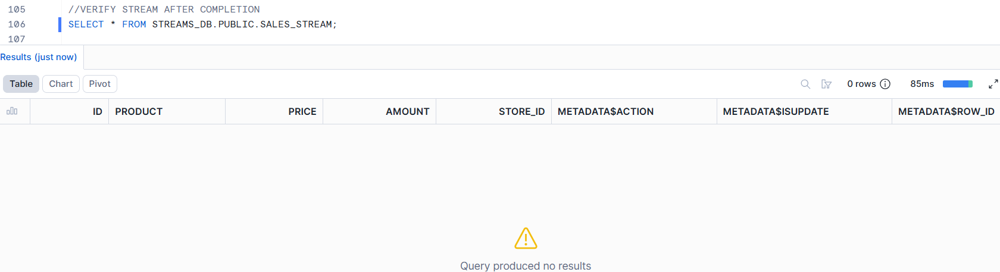 105 //VERIFY STREAM AFTER COMPLETION
106 SELECT * FROM STREAMS_DB.PUBLIC.SALES_STREAM;
107
Results (just now)
Table Chart Pivot 0 rows 85ms
ID PRODUCT PRICE AMOUNT STORE_ID METADATA$ACTION METADATA$ISUPDATE METADATA$ROW_ID
Query produced no results